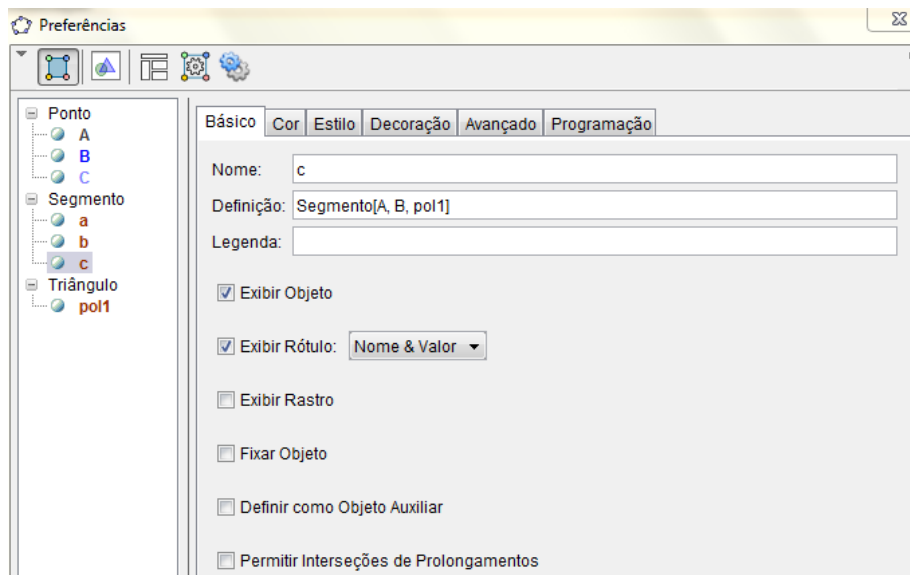 Preferências
Ponto
A
B
C
Segmento
a
b
c
Triângulo
pol1
Básico Cor Estilo Decoração Avançado Programação
Nome: c
Definição: Segmento[A, B, pol1]
Legenda:
Exibir Objeto
Exibir Rótulo: Nome & Valor
Exibir Rastro
Fixar Objeto
Definir como Objeto Auxiliar
Permitir Interseções de Prolongamentos